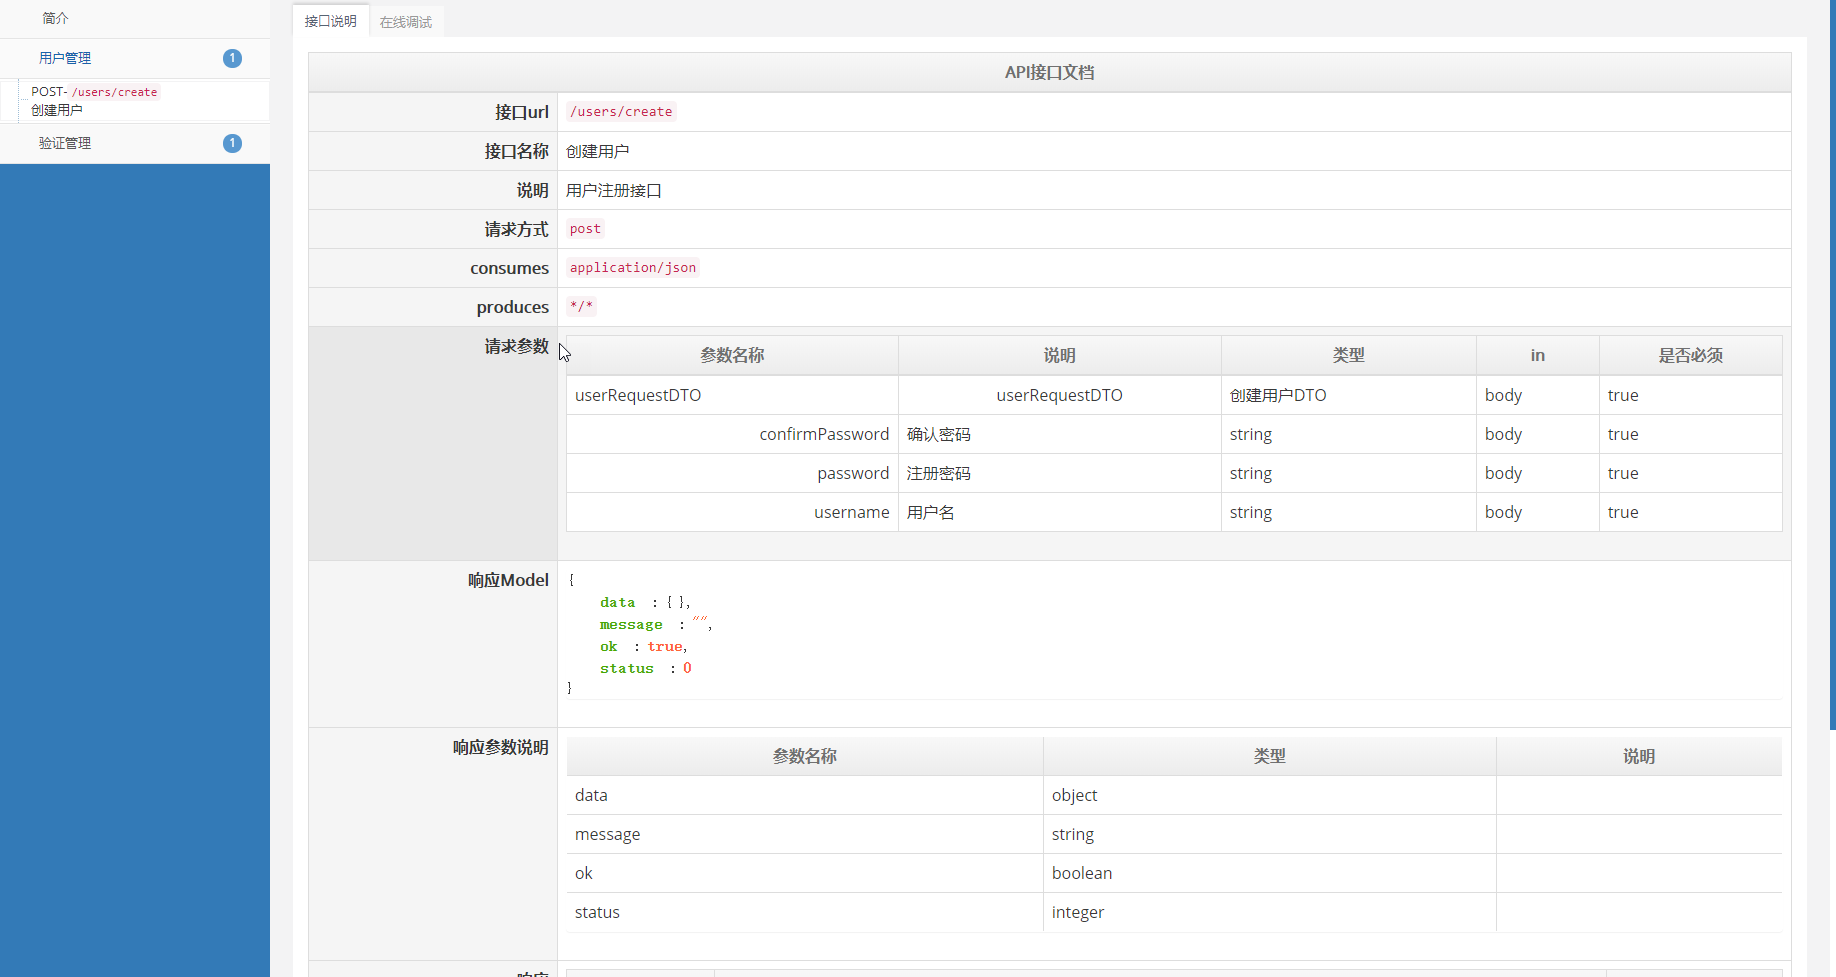 简介
用户管理 1
POST-/users/create
创建用户
验证管理 1
接口说明 在线调试
API接口文档
接口url /users/create
接口名称 创建用户
说明 用户注册接口
请求方式 post
consumes application/json
produces */*
请求参数 参数名称 说明 类型 in 是否必须
userRequestDTO userRequestDTO 创建用户DTO body true
confirmPassword 确认密码 string body true
password 注册密码 string body true
username 用户名 string body true
响应Model {
data : { },
message : "",
ok : true,
status : 0
}
响应参数说明 参数名称 类型 说明
data object
message string
ok boolean
status integer